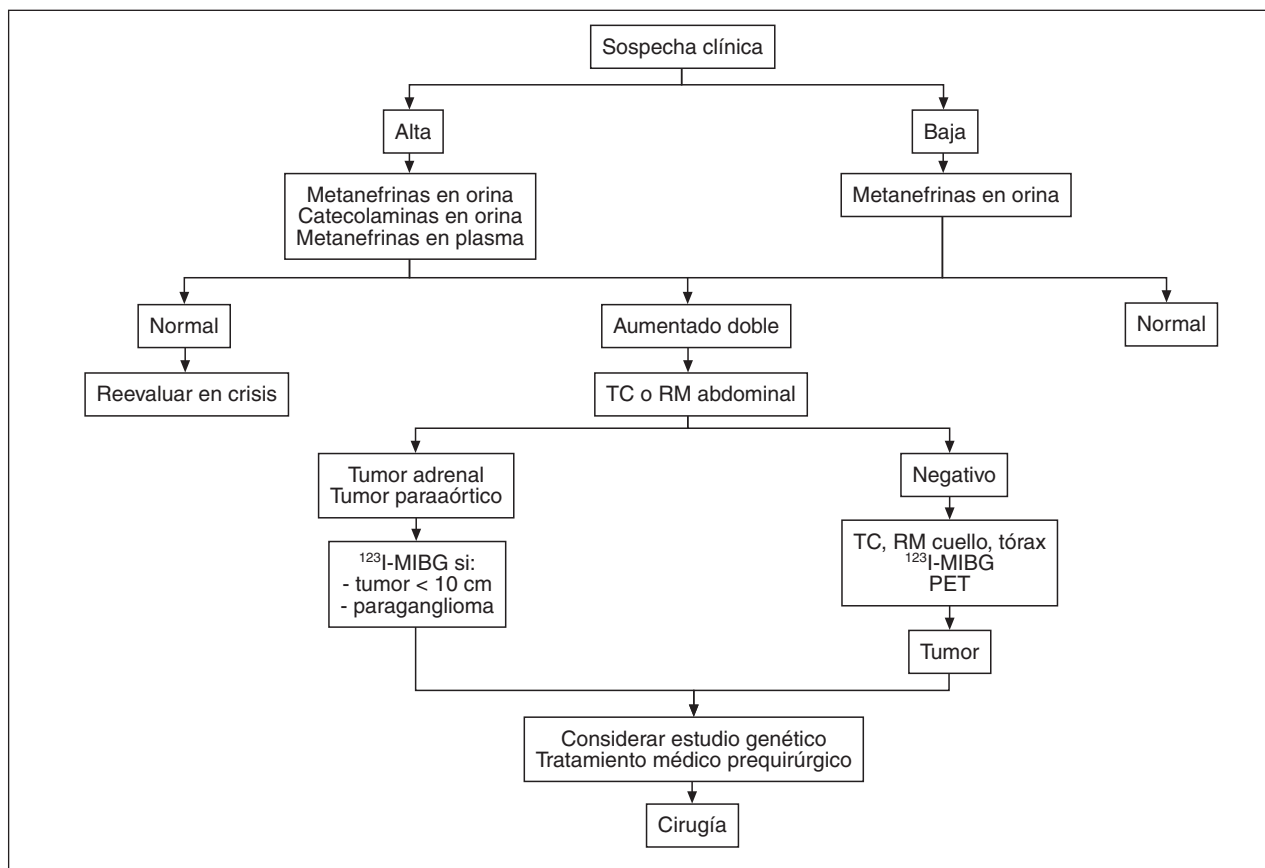 Sospecha clínica
Alta
Baja
Metanefrinas en orina
Catecolaminas en orina
Metanefrinas en plasma
Metanefrinas en orina
Normal
Aumentado doble
Normal
Reevaluar en crisis
TC o RM abdominal
Tumor adrenal
Tumor paraaórtico
Negativo
¹²³I-MIBG si:
- tumor < 10 cm
- paraganglioma
TC, RM cuello, tórax
¹²³I-MIBG
PET
Tumor
Considerar estudio genético
Tratamiento médico prequirúrgico
Cirugía